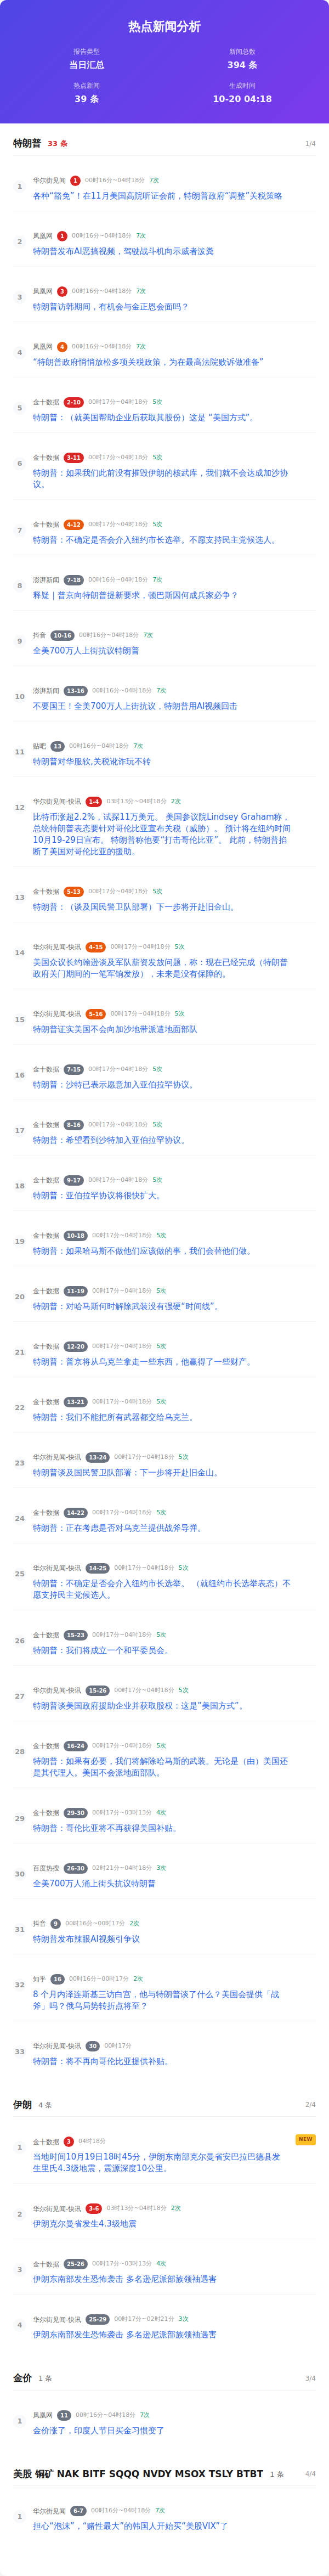 热点新闻分析
报告类型
当日汇总
新闻总数
394 条
热点新闻
39 条
生成时间
10-20 04:18
特朗普 33 条 1/4
1 华尔街见闻 1 00时16分~04时18分 7次
各种“豁免”！在11月美国高院听证会前，特朗普政府“调整”关税策略
2 凤凰网 1 00时16分~04时18分 7次
特朗普发布AI恶搞视频，驾驶战斗机向示威者泼粪
3 凤凰网 3 00时16分~04时18分 7次
特朗普访韩期间，有机会与金正恩会面吗？
4 凤凰网 4 00时16分~04时18分 7次
“特朗普政府悄悄放松多项关税政策，为在最高法院败诉做准备”
5 金十数据 2-10 00时17分~04时18分 5次
特朗普：（就美国帮助企业后获取其股份）这是 “美国方式”。
6 金十数据 3-11 00时17分~04时18分 5次
特朗普：如果我们此前没有摧毁伊朗的核武库，我们就不会达成加沙协
议。
7 金十数据 4-12 00时17分~04时18分 5次
特朗普：不确定是否会介入纽约市长选举。不愿支持民主党候选人。
8 澎湃新闻 7-18 00时16分~04时18分 7次
释疑｜普京向特朗普提新要求，顿巴斯因何成兵家必争？
9 抖音 10-16 00时16分~04时18分 7次
全美700万人上街抗议特朗普
10 澎湃新闻 13-16 00时16分~04时18分 7次
不要国王！全美700万人上街抗议，特朗普用AI视频回击
11 贴吧 13 00时16分~04时18分 7次
特朗普对华服软,关税讹诈玩不转
12 华尔街见闻-快讯 1-4 03时13分~04时18分 2次
比特币涨超2.2%，试探11万美元。 美国参议院Lindsey Graham称，
总统特朗普表态要针对哥伦比亚宣布关税（威胁）。 预计将在纽约时间
10月19-29日宣布。 特朗普称他要“打击哥伦比亚”。 此前，特朗普掐
断了美国对哥伦比亚的援助。
13 金十数据 5-13 00时17分~04时18分 5次
特朗普：（谈及国民警卫队部署）下一步将开赴旧金山。
14 华尔街见闻-快讯 4-15 00时17分~04时18分 5次
美国众议长约翰逊谈及军队薪资发放问题，称：现在已经完成（特朗普
政府关门期间的一笔军饷发放），未来是没有保障的。
15 华尔街见闻-快讯 5-16 00时17分~04时18分 5次
特朗普证实美国不会向加沙地带派遣地面部队
16 金十数据 7-15 00时17分~04时18分 5次
特朗普：沙特已表示愿意加入亚伯拉罕协议。
17 金十数据 8-16 00时17分~04时18分 5次
特朗普：希望看到沙特加入亚伯拉罕协议。
18 金十数据 9-17 00时17分~04时18分 5次
特朗普：亚伯拉罕协议将很快扩大。
19 金十数据 10-18 00时17分~04时18分 5次
特朗普：如果哈马斯不做他们应该做的事，我们会替他们做。
20 金十数据 11-19 00时17分~04时18分 5次
特朗普：对哈马斯何时解除武装没有强硬“时间线”。
21 金十数据 12-20 00时17分~04时18分 5次
特朗普：普京将从乌克兰拿走一些东西，他赢得了一些财产。
22 金十数据 13-21 00时17分~04时18分 5次
特朗普：我们不能把所有武器都交给乌克兰。
23 华尔街见闻-快讯 13-24 00时17分~04时18分 5次
特朗普谈及国民警卫队部署：下一步将开赴旧金山。
24 金十数据 14-22 00时17分~04时18分 5次
特朗普：正在考虑是否对乌克兰提供战斧导弹。
25 华尔街见闻-快讯 14-25 00时17分~04时18分 5次
特朗普：不确定是否会介入纽约市长选举。 （就纽约市长选举表态）不
愿支持民主党候选人。
26 金十数据 15-23 00时17分~04时18分 5次
特朗普：我们将成立一个和平委员会。
27 华尔街见闻-快讯 15-26 00时17分~04时18分 5次
特朗普谈美国政府援助企业并获取股权：这是”美国方式“。
28 金十数据 16-24 00时17分~04时18分 5次
特朗普：如果有必要，我们将解除哈马斯的武装。无论是（由）美国还
是其代理人。美国不会派地面部队。
29 金十数据 29-30 00时17分~03时13分 4次
特朗普：哥伦比亚将不再获得美国补贴。
30 百度热搜 26-30 02时21分~04时18分 3次
全美700万人涌上街头抗议特朗普
31 抖音 9 00时16分~00时17分 2次
特朗普发布辣眼AI视频引争议
32 知乎 16 00时16分~00时17分 2次
8 个月内泽连斯基三访白宫，他与特朗普谈了什么？美国会提供「战
斧」吗？俄乌局势转折点将至？
33 华尔街见闻-快讯 30 00时17分
特朗普：将不再向哥伦比亚提供补贴。
伊朗 4 条 2/4
1 金十数据 3 04时18分 NEW
当地时间10月19日18时45分，伊朗东南部克尔曼省安巴拉巴德县发
生里氏4.3级地震，震源深度10公里。
2 华尔街见闻-快讯 3-6 03时13分~04时18分 2次
伊朗克尔曼省发生4.3级地震
3 金十数据 25-26 00时17分~03时13分 4次
伊朗东南部发生恐怖袭击 多名逊尼派部族领袖遇害
4 华尔街见闻-快讯 25-29 00时17分~02时21分 3次
伊朗东南部发生恐怖袭击 多名逊尼派部族领袖遇害
金价 1 条 3/4
1 凤凰网 11 00时16分~04时18分 7次
金价涨了，印度人节日买金习惯变了
美股 铜矿 NAK BITF SQQQ NVDY MSOX TSLY BTBT 1 条 4/4
1 华尔街见闻 6-7 00时16分~04时18分 7次
担心“泡沫”，“赌性最大”的韩国人开始买“美股VIX”了